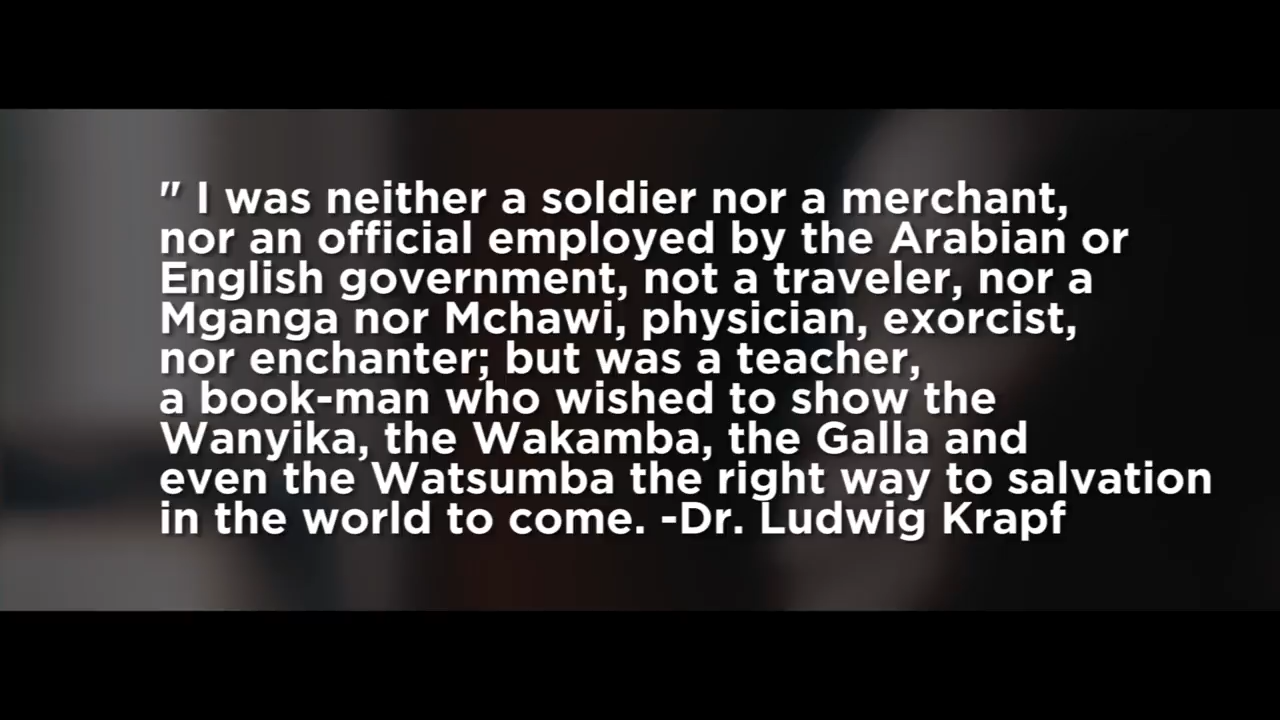 " I was neither a soldier nor a merchant,
nor an official employed by the Arabian or
English government, not a traveler, nor a
Mganga nor Mchawi, physician, exorcist,
nor enchanter; but was a teacher,
a book-man who wished to show the
Wanyika, the Wakamba, the Galla and
even the Watsumba the right way to salvation
in the world to come. -Dr. Ludwig Krapf